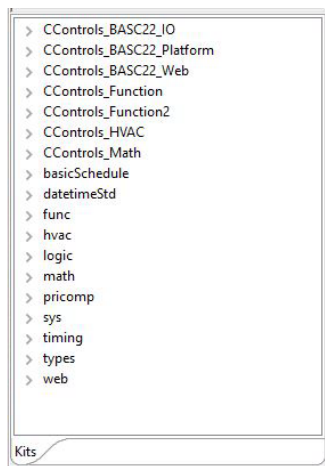 CControls_BASC22_IO
CControls_BASC22_Platform
CControls_BASC22_Web
CControls_Function
CControls_Function2
CControls_HVAC
CControls_Math
basicSchedule
datetimeStd
func
hvac
logic
math
pricomp
sys
timing
types
web
Kits